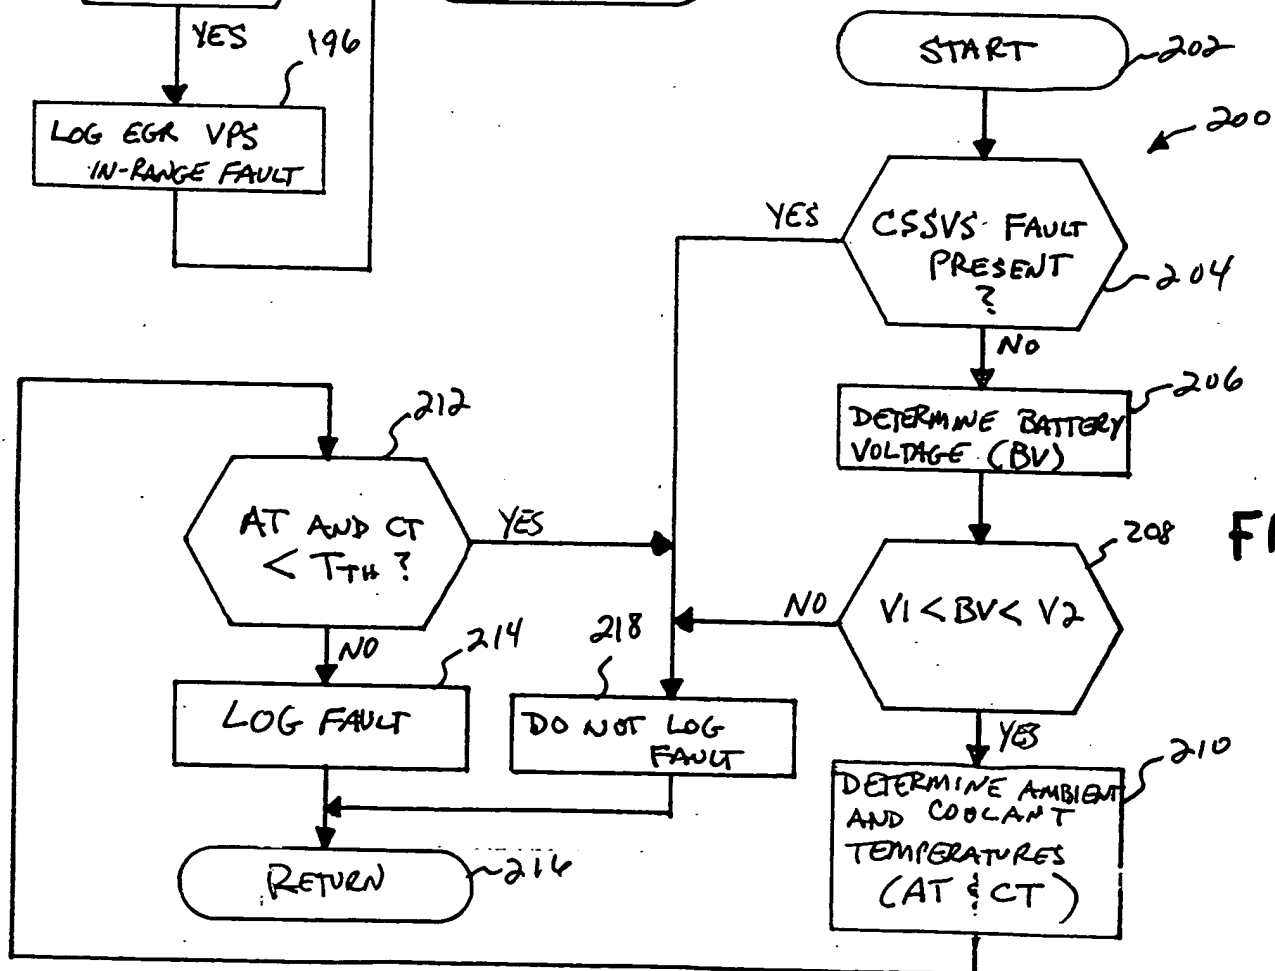 YES
196
LOG EGR VPS
IN-RANGE FAULT
START
202
200
CSSVS FAULT
PRESENT
?
YES
204
NO
206
DETERMINE BATTERY
VOLTAGE (BV)
212
AT AND CT
< TTH ?
YES
208
V1 < BV < V2
NO
FI
NO
214
LOG FAULT
218
DO NOT LOG
FAULT
YES
210
DETERMINE AMBIENT
AND COOLANT
TEMPERATURES
(AT & CT)
RETURN
216